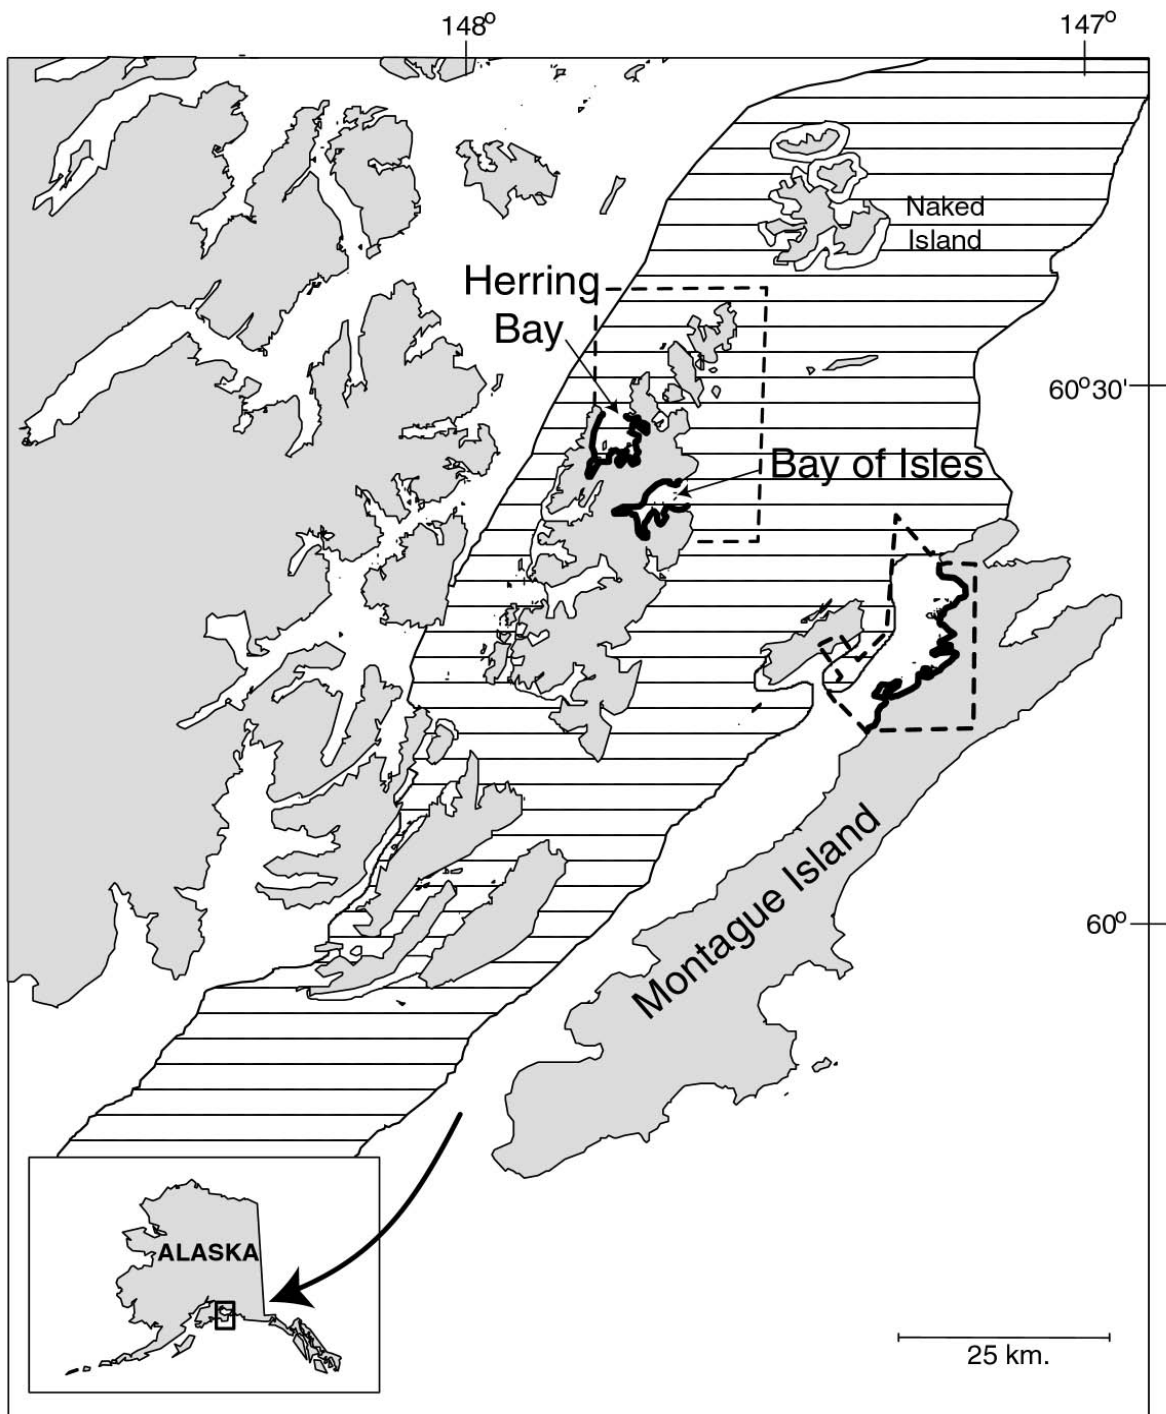 148°
147°
Naked
Island
Herring
Bay
60°30'
Bay of Isles
Montague Island
60°
ALASKA
25 km.